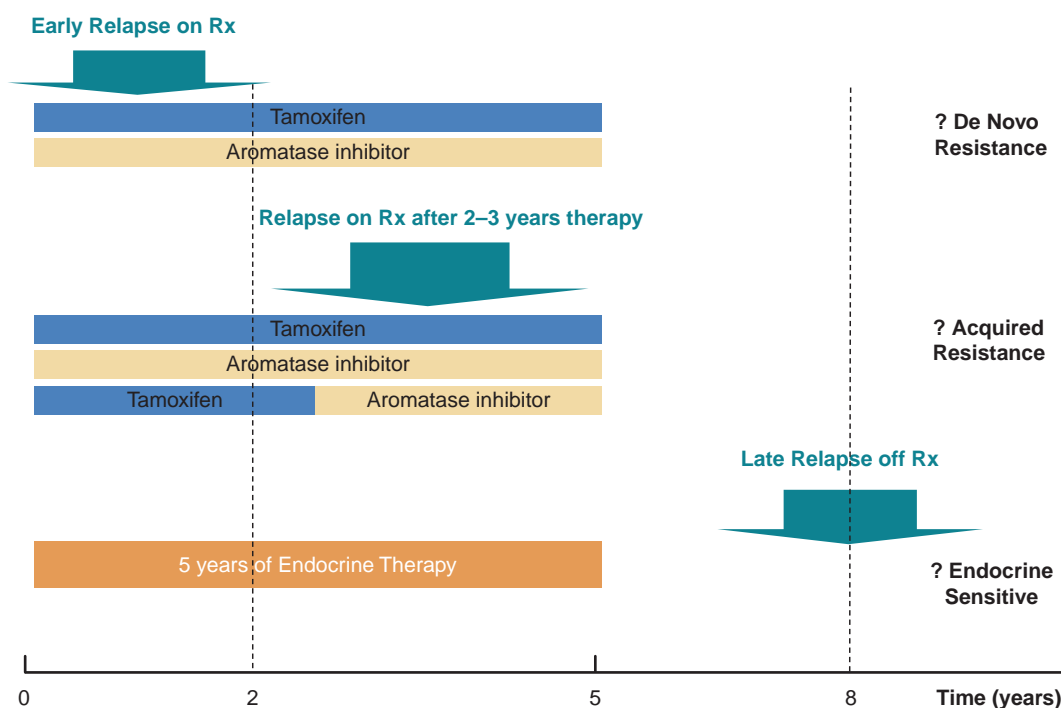 Early Relapse on Rx
Tamoxifen
Aromatase inhibitor
? De Novo
Resistance
Relapse on Rx after 2–3 years therapy
Tamoxifen
Aromatase inhibitor
? Acquired
Resistance
Tamoxifen
Aromatase inhibitor
Late Relapse off Rx
5 years of Endocrine Therapy
? Endocrine
Sensitive
0
2
5
8
Time (years)